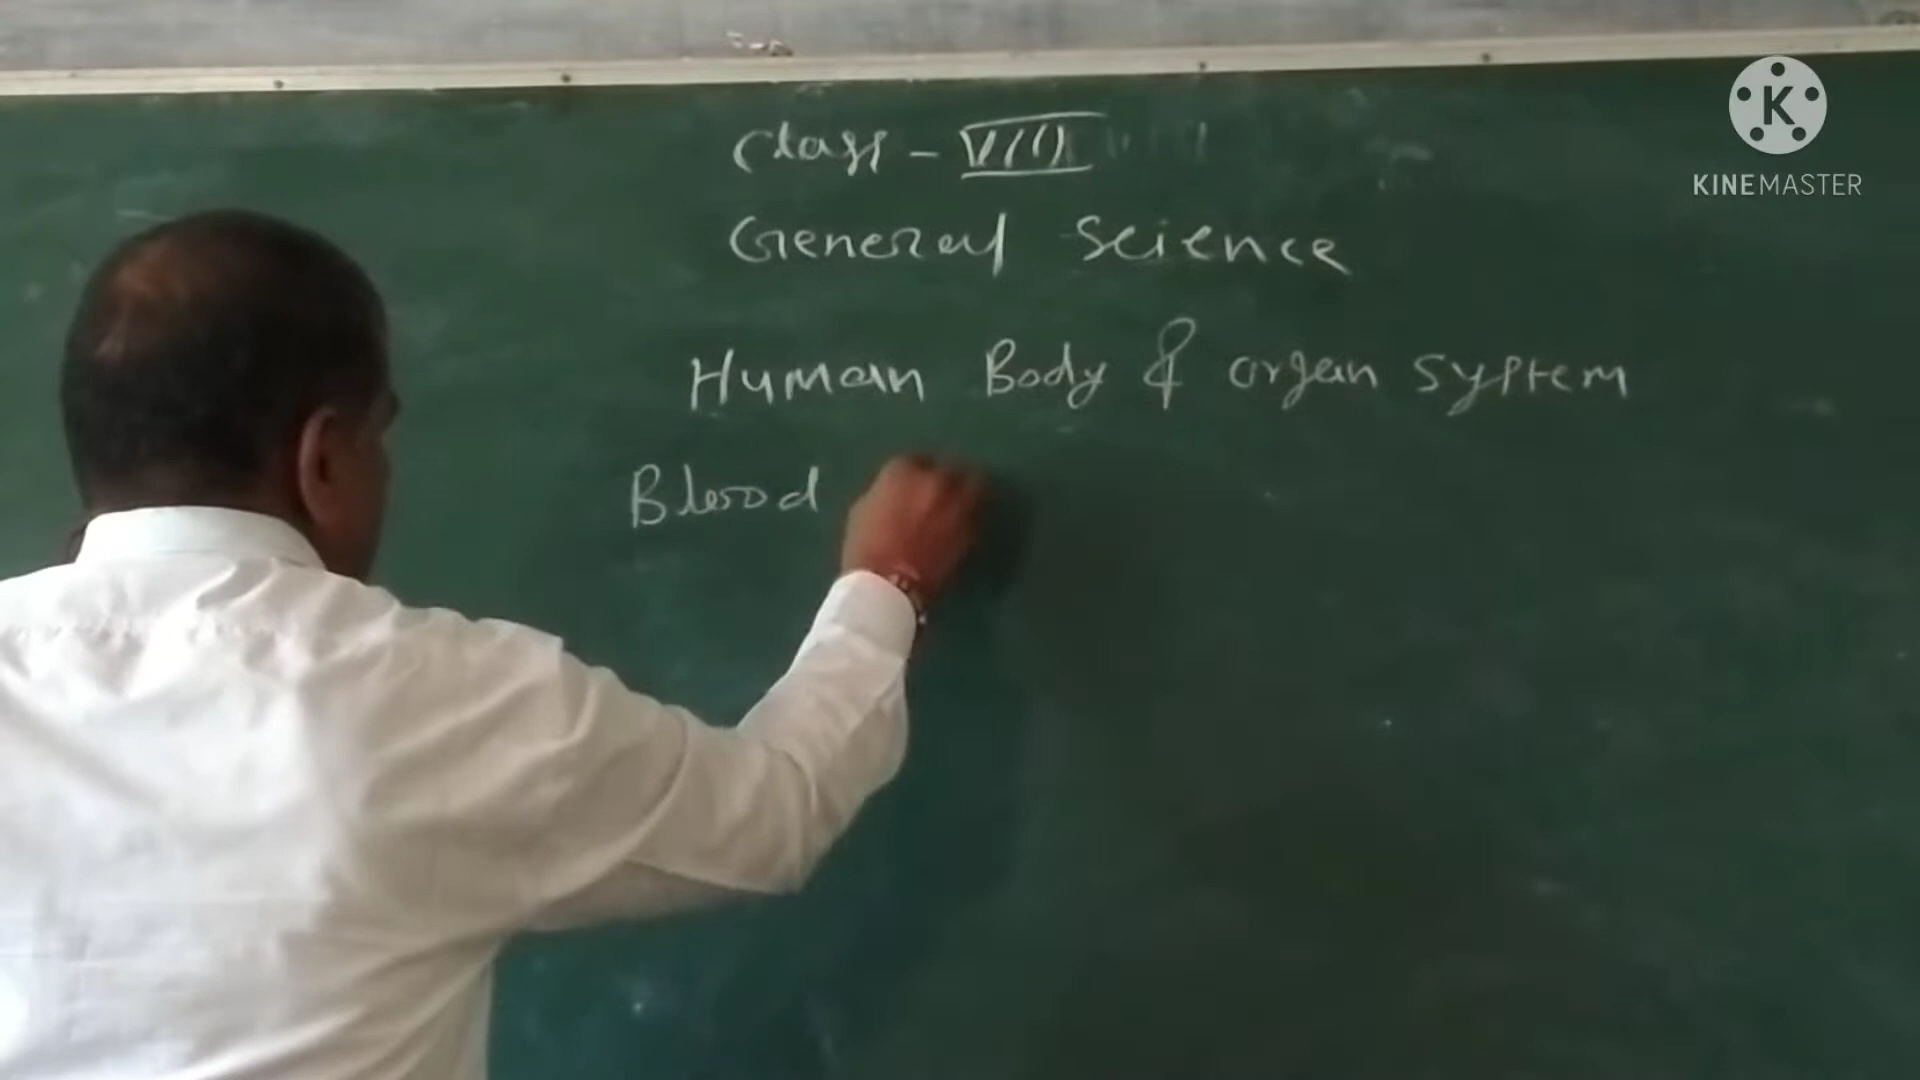 Class - VIII
General Science
Human Body & organ system
Blood
K
KINEMASTER